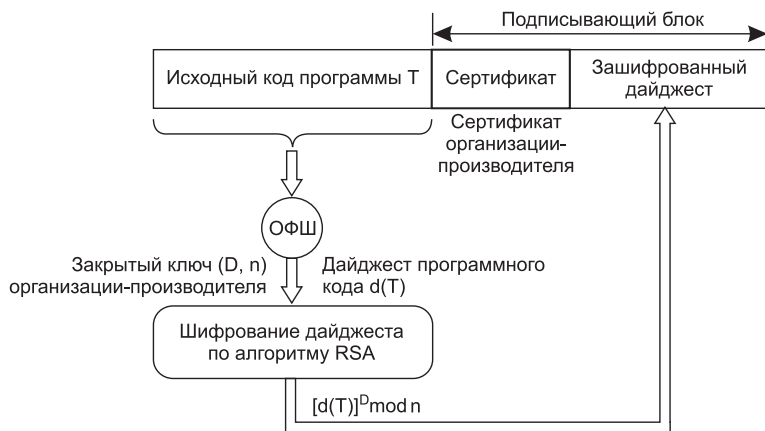 Подписывающий блок
Исходный код программы T
Сертификат
Зашифрованный
дайджест
Сертификат
организации-
производителя
ОФШ
Закрытый ключ (D, n)
организации-производителя
Дайджест программного
кода d(T)
Шифрование дайджеста
по алгоритму RSA
[d(T)]ᴰmod n